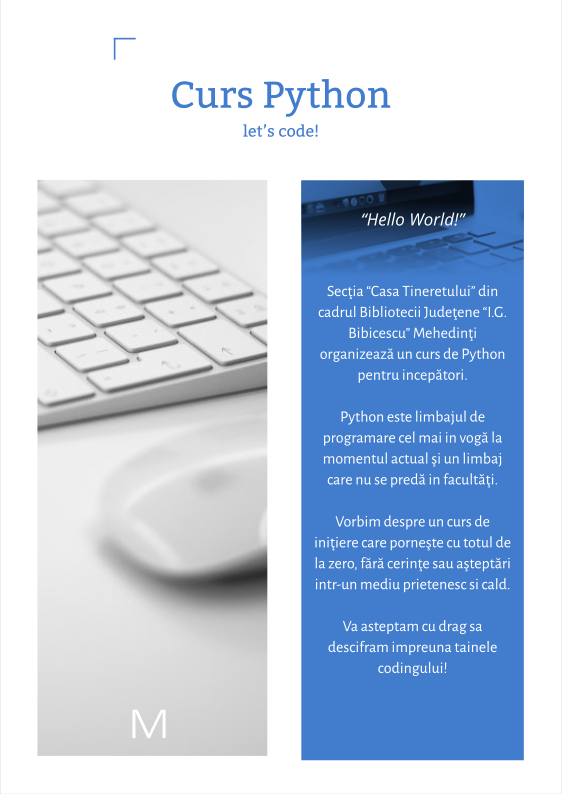 Curs Python
let’s code!
“Hello World!”
Secţia “Casa Tineretului” din
cadrul Bibliotecii Judeţene “I.G.
Bibicescu” Mehedinţi
organizează un curs de Python
pentru incepători.
Python este limbajul de
programare cel mai in vogă la
momentul actual şi un limbaj
care nu se predă in facultăţi.
Vorbim despre un curs de
iniţiere care porneşte cu totul de
la zero, fără cerinţe sau aşteptări
intr-un mediu prietenesc si cald.
Va asteptam cu drag sa
descifram impreuna tainele
codingului!
M